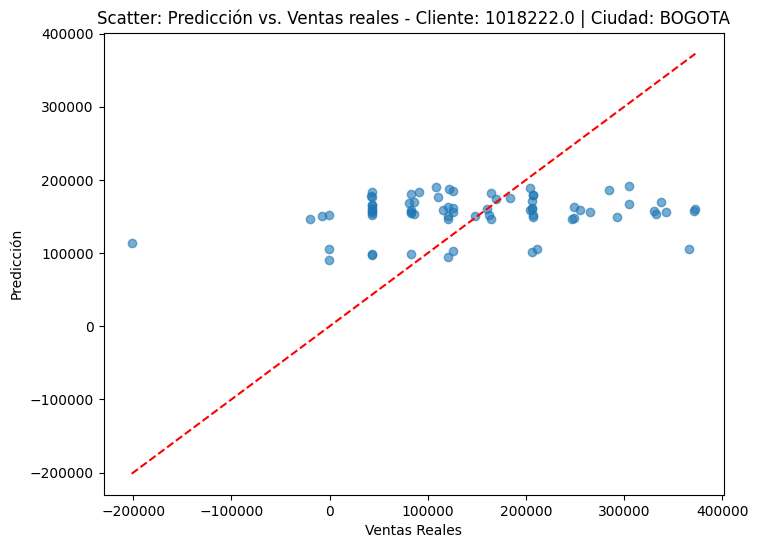 Scatter: Predicción vs. Ventas reales - Cliente: 1018222.0 | Ciudad: BOGOTA
400000
300000
200000
100000
0
−100000
−200000
Predicción
−200000 −100000 0 100000 200000 300000 400000
Ventas Reales